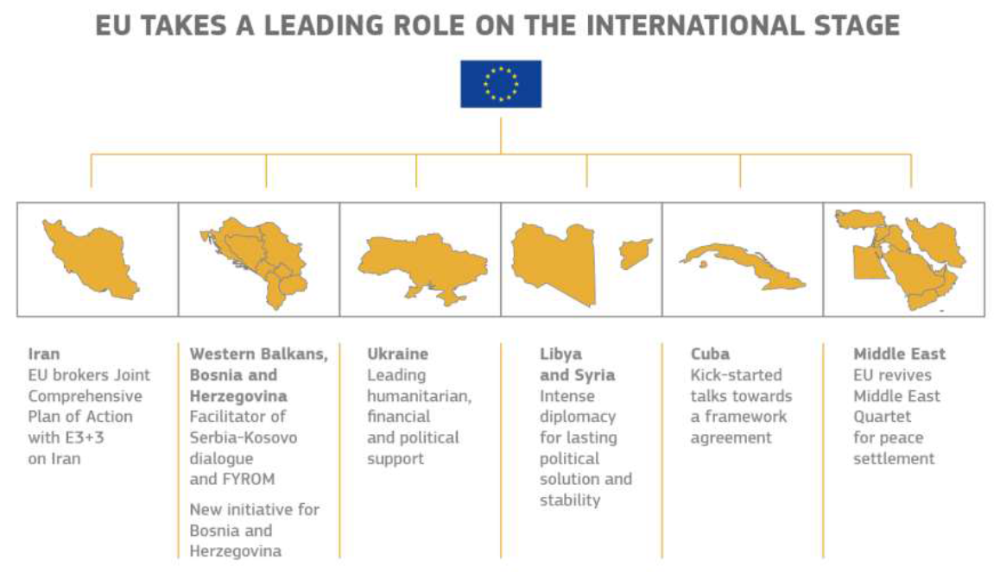 EU TAKES A LEADING ROLE ON THE INTERNATIONAL STAGE
Iran
EU brokers Joint
Comprehensive
Plan of Action
with E3+3
on Iran
Western Balkans,
Bosnia and
Herzegovina
Facilitator of
Serbia-Kosovo
dialogue
and FYROM
New initiative for
Bosnia and
Herzegovina
Ukraine
Leading
humanitarian,
financial
and political
support
Libya
and Syria
Intense
diplomacy
for lasting
political
solution and
stability
Cuba
Kick-started
talks towards
a framework
agreement
Middle East
EU revives
Middle East
Quartet
for peace
settlement